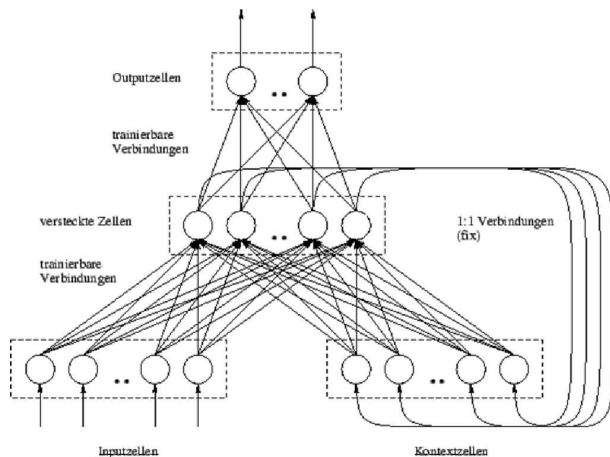 Outputzellen
trainierbare
Verbindungen
versteckte Zellen
1:1 Verbindungen
(fix)
trainierbare
Verbindungen
Inputzellen
Kontextzellen